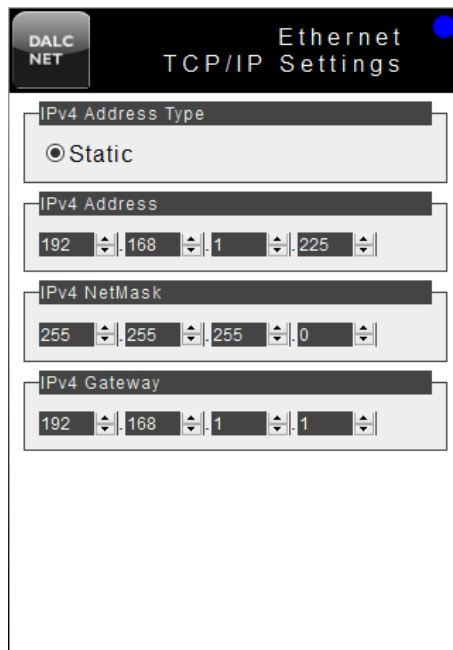 DALC
NET
Ethernet
TCP/IP Settings
IPv4 Address Type
Static
IPv4 Address
192 .168 .1 .225
IPv4 NetMask
255 .255 .255 .0
IPv4 Gateway
192 .168 .1 .1